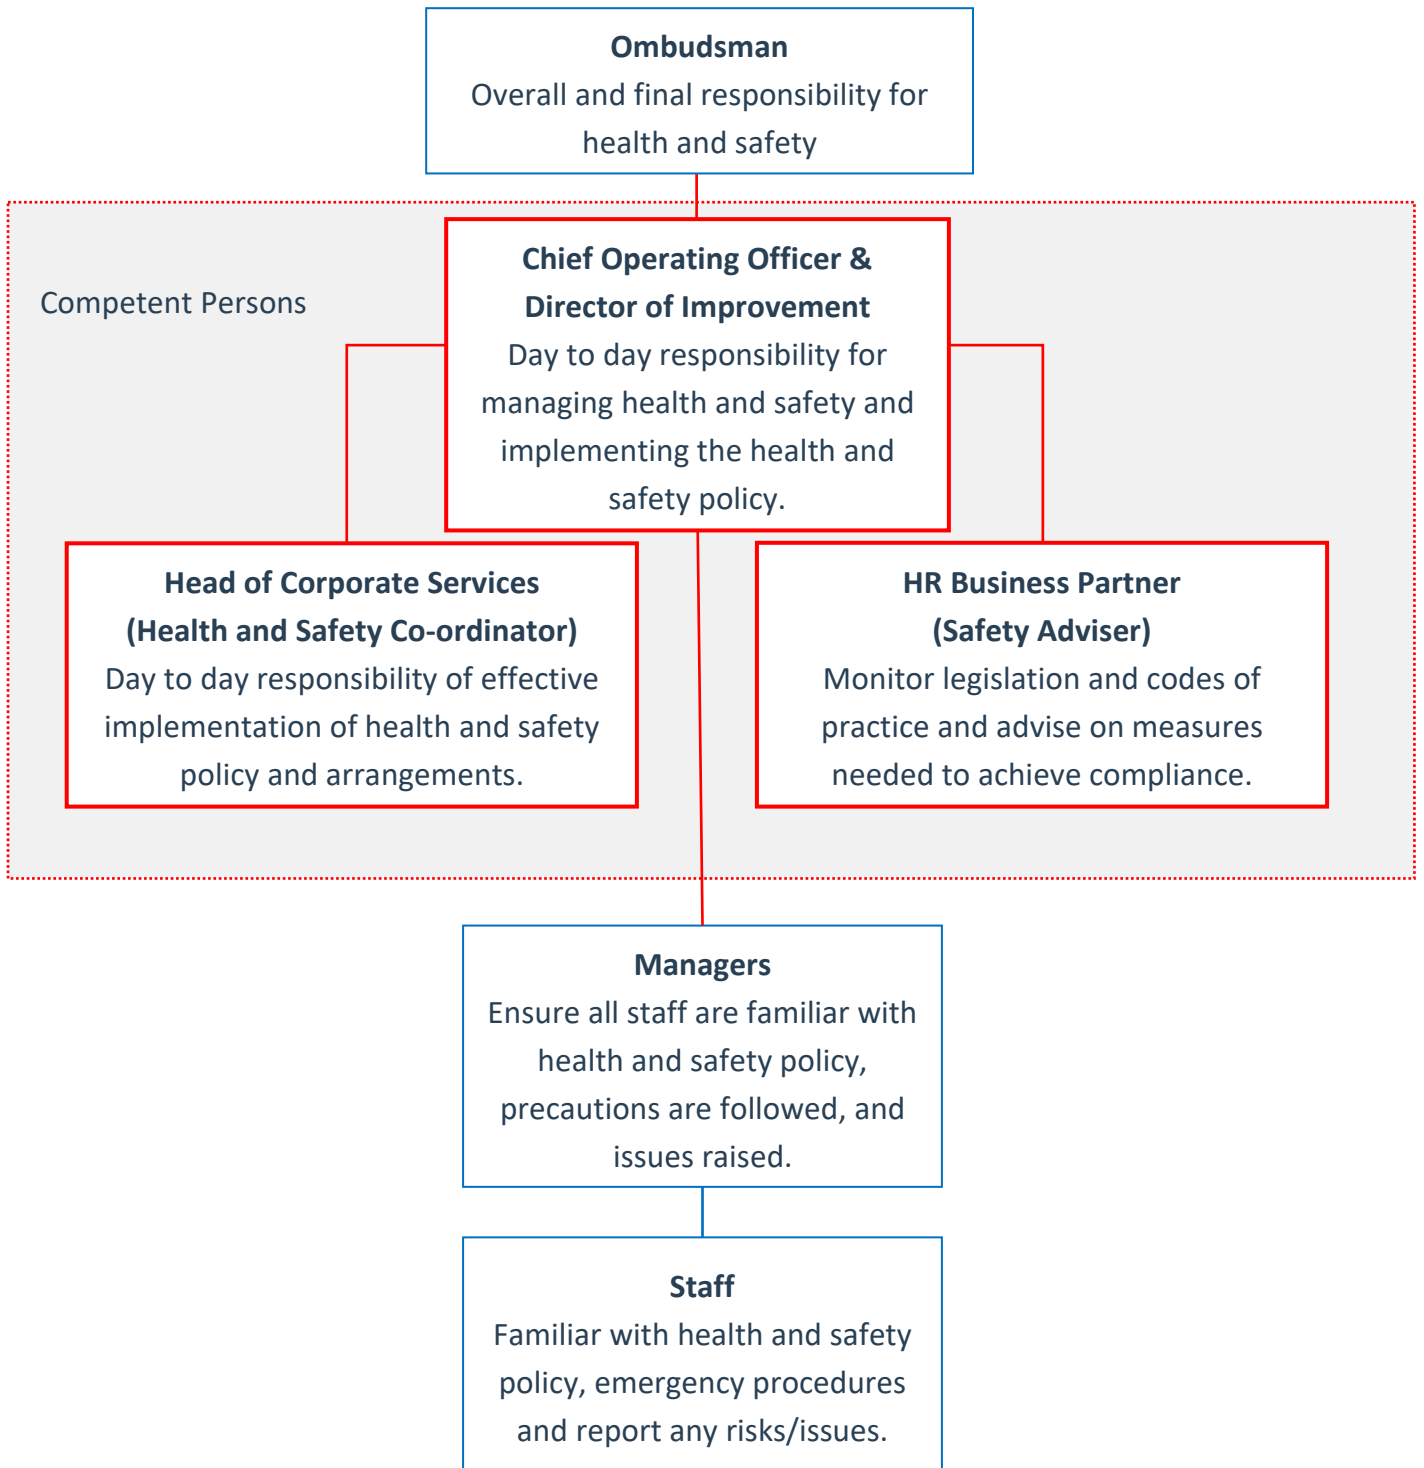 Ombudsman
Overall and final responsibility for
health and safety
Competent Persons
Chief Operating Officer &
Director of Improvement
Day to day responsibility for
managing health and safety and
implementing the health and
safety policy.
Head of Corporate Services
(Health and Safety Co-ordinator)
Day to day responsibility of effective
implementation of health and safety
policy and arrangements.
HR Business Partner
(Safety Adviser)
Monitor legislation and codes of
practice and advise on measures
needed to achieve compliance.
Managers
Ensure all staff are familiar with
health and safety policy,
precautions are followed, and
issues raised.
Staff
Familiar with health and safety
policy, emergency procedures
and report any risks/issues.